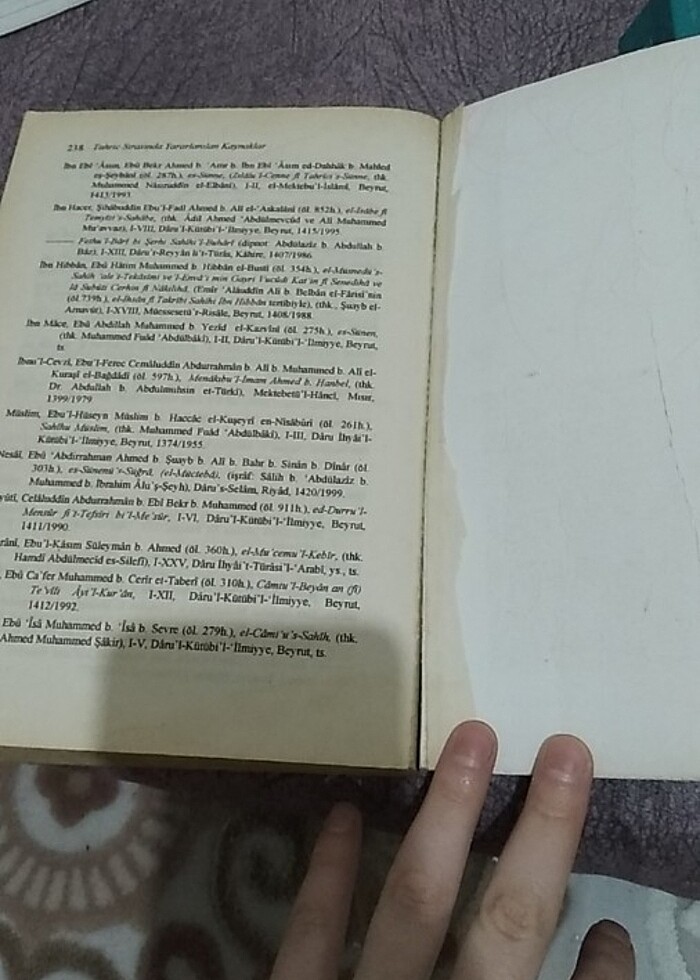 238 Tahric Sırasında Yararlanılan Kaynaklar
İbn Ebî ‘Âsım, Ebû Bekr Ahmed b. ‘Amr b. İbn Ebî ‘Âsım ed-Dahhâk b. Mahled
eş-Şeybânî (öl. 287h.), es-Sünne, (Zılâlu'l-Cenne fî Tahrîci's-Sünne, thk.
Muhammed Nâsıruddîn el-Elbânî), I-II, el-Mektebu'l-İslâmî, Beyrut,
1413/1993.
İbn Hacer, Şihâbuddîn Ebu'l-Fadl Ahmed b. Alî el-‘Askalânî (öl. 852h.), el-İsâbe fî
Temyîzi's-Sahâbe, (thk. Âdil Ahmed ‘Abdülmevcûd ve Alî Muhammed
Mu‘avvaz), I-VIII, Dâru'l-Kütübi'l-‘İlmiyye, Beyrut, 1415/1995.
——— Fethu'l-Bârî bi Şerhi Sahîhi'l-Buhârî (dipnot: Abdülazîz b. Abdullah b.
Bâz), I-XIII, Dâru'r-Reyyân li't-Türâs, Kâhire, 1407/1986.
İbn Hibbân, Ebû Hâtim Muhammed b. Hibbân el-Bustî (öl. 354h.), el-Müsnedu's-
Sahîh ‘ale't-Tekâsîmi ve'l-Envâ‘i min Gayri Vucûdi Kat‘ın fî Senedihâ ve
lâ Subûti Cerhın fî Nâkılîhâ, (Emîr ‘Alâuddîn Alî b. Belbân el-Fârisî'nin
(öl.739h.), el-İhsân fî Takrîbi Sahîhi İbni Hibbân tertibiyle), (thk., Şuayb el-
Arnavût), I-XVIII, Müessesetü'r-Risâle, Beyrut, 1408/1988.
İbn Mâce, Ebû Abdillah Muhammed b. Yezîd el-Kazvînî (öl. 275h.), es-Sünen,
(thk. Muhammed Fuâd ‘Abdülbâkî), I-II, Dâru'l-Kütübi'l-‘İlmiyye, Beyrut,
ts.
İbnu'l-Cevzî, Ebu'l-Ferec Cemâluddîn Abdurrahmân b. Alî b. Muhammed b. Alî el-
Kuraşî el-Bağdâdî (öl. 597h.), Menâkıbu'l-İmam Ahmed b. Hanbel, (thk.
Dr. Abdullah b. Abdulmuhsin et-Türkî), Mektebetü'l-Hâncî, Mısır,
1399/1979
Müslim, Ebu'l-Hüseyn Müslim b. Haccâc el-Kuşeyrî en-Nîsâbûrî (öl. 261h.),
Sahîhu Müslim, (thk. Muhammed Fuâd ‘Abdülbâkî), I-III, Dâru İhyâi'l-
Kütübi'l-‘İlmiyye, Beyrut, 1374/1955.
Nesâî, Ebû ‘Abdirrahman Ahmed b. Şuayb b. Alî b. Bahr b. Sinân b. Dînâr (öl.
303h.), es-Sünenü's-Suğrâ, (el-Müctebâ), (işrâf: Sâlih b. ‘Abdülazîz b.
Muhammed b. İbrahim Âlu'ş-Şeyh), Dâru's-Selâm, Riyâd, 1420/1999.
yûtî, Celâluddîn Abdurrahmân b. Ebî Bekr b. Muhammed (öl. 911h.), ed-Durru'l-
Mensûr fi't-Tefsîri bi'l-Me'sûr, I-VI, Dâru'l-Kütübi'l-‘İlmiyye, Beyrut,
1411/1990.
rânî, Ebu'l-Kâsım Süleymân b. Ahmed (öl. 360h.), el-Mu‘cemu'l-Kebîr, (thk.
Hamdî Abdülmecîd es-Silefî), I-XXV, Dâru İhyâi't-Türâsi'l-‘Arabî, ys., ts.
, Ebû Ca‘fer Muhammed b. Cerîr et-Taberî (öl. 310h.), Câmiu'l-Beyân an (fî)
Te'vîli Âyi'l-Kur'ân, I-XII, Dâru'l-Kütübi'l-‘İlmiyye, Beyrut,
1412/1992.
Ebû ‘Îsâ Muhammed b. ‘Îsâ b. Sevre (öl. 279h.), el-Câmi‘u's-Sahîh, (thk.
Ahmed Muhammed Şâkir), I-V, Dâru'l-Kütübi'l-‘İlmiyye, Beyrut, ts.